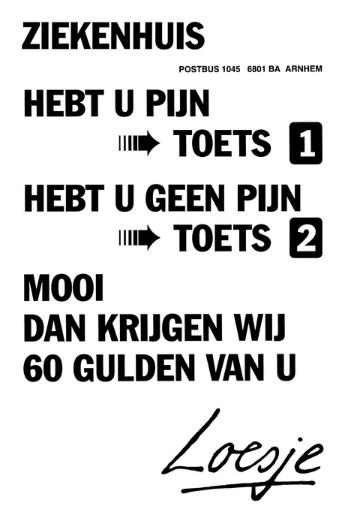 ZIEKENHUIS
POSTBUS 1045 6801 BA ARNHEM
HEBT U PIJN
TOETS 1
HEBT U GEEN PIJN
TOETS 2
MOOI
DAN KRIJGEN WIJ
60 GULDEN VAN U
Loesje